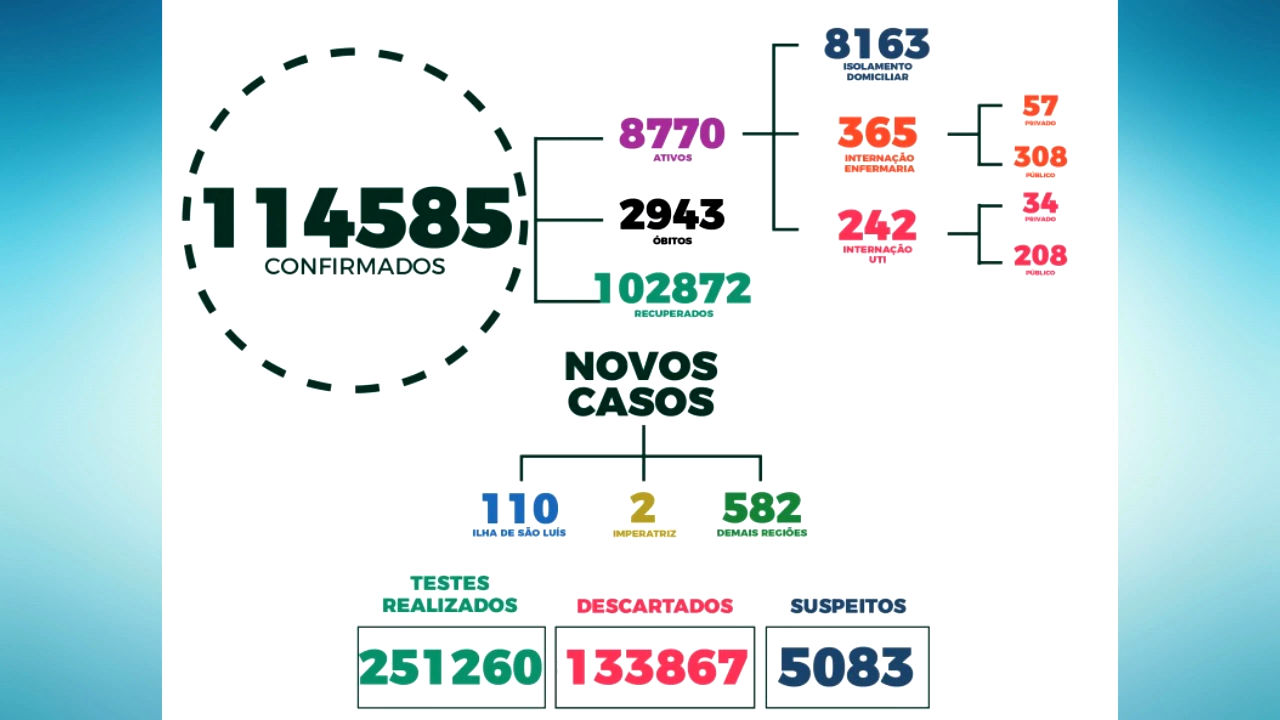 114585
CONFIRMADOS
8770
ATIVOS
2943
ÓBITOS
102872
RECUPERADOS
8163
ISOLAMENTO
DOMICILIAR
365
INTERNAÇÃO
ENFERMARIA
57
PRIVADO
308
PÚBLICO
242
INTERNAÇÃO
UTI
34
PRIVADO
208
PÚBLICO
NOVOS
CASOS
110
ILHA DE SÃO LUÍS
2
IMPERATRIZ
582
DEMAIS REGIÕES
TESTES
REALIZADOS
251260
DESCARTADOS
133867
SUSPEITOS
5083